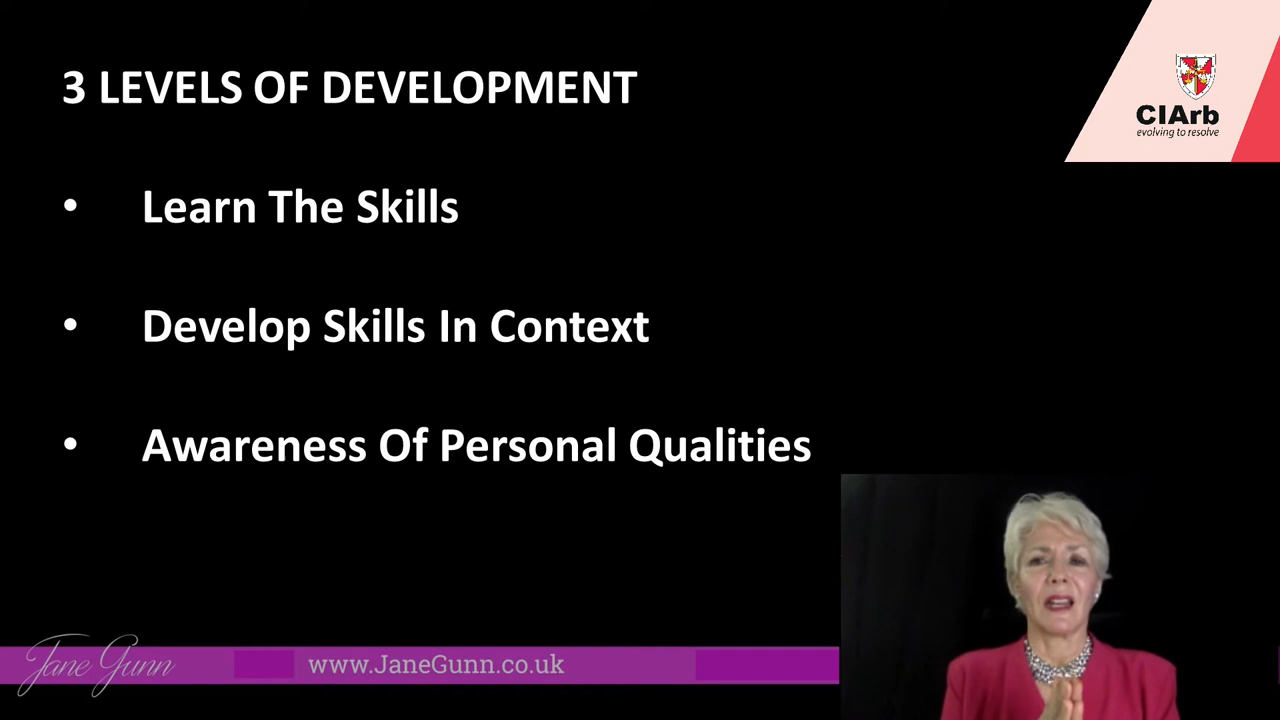 3 LEVELS OF DEVELOPMENT
CIArb
evolving to resolve
• Learn The Skills
• Develop Skills In Context
• Awareness Of Personal Qualities
Jane Gunn
www.JaneGunn.co.uk